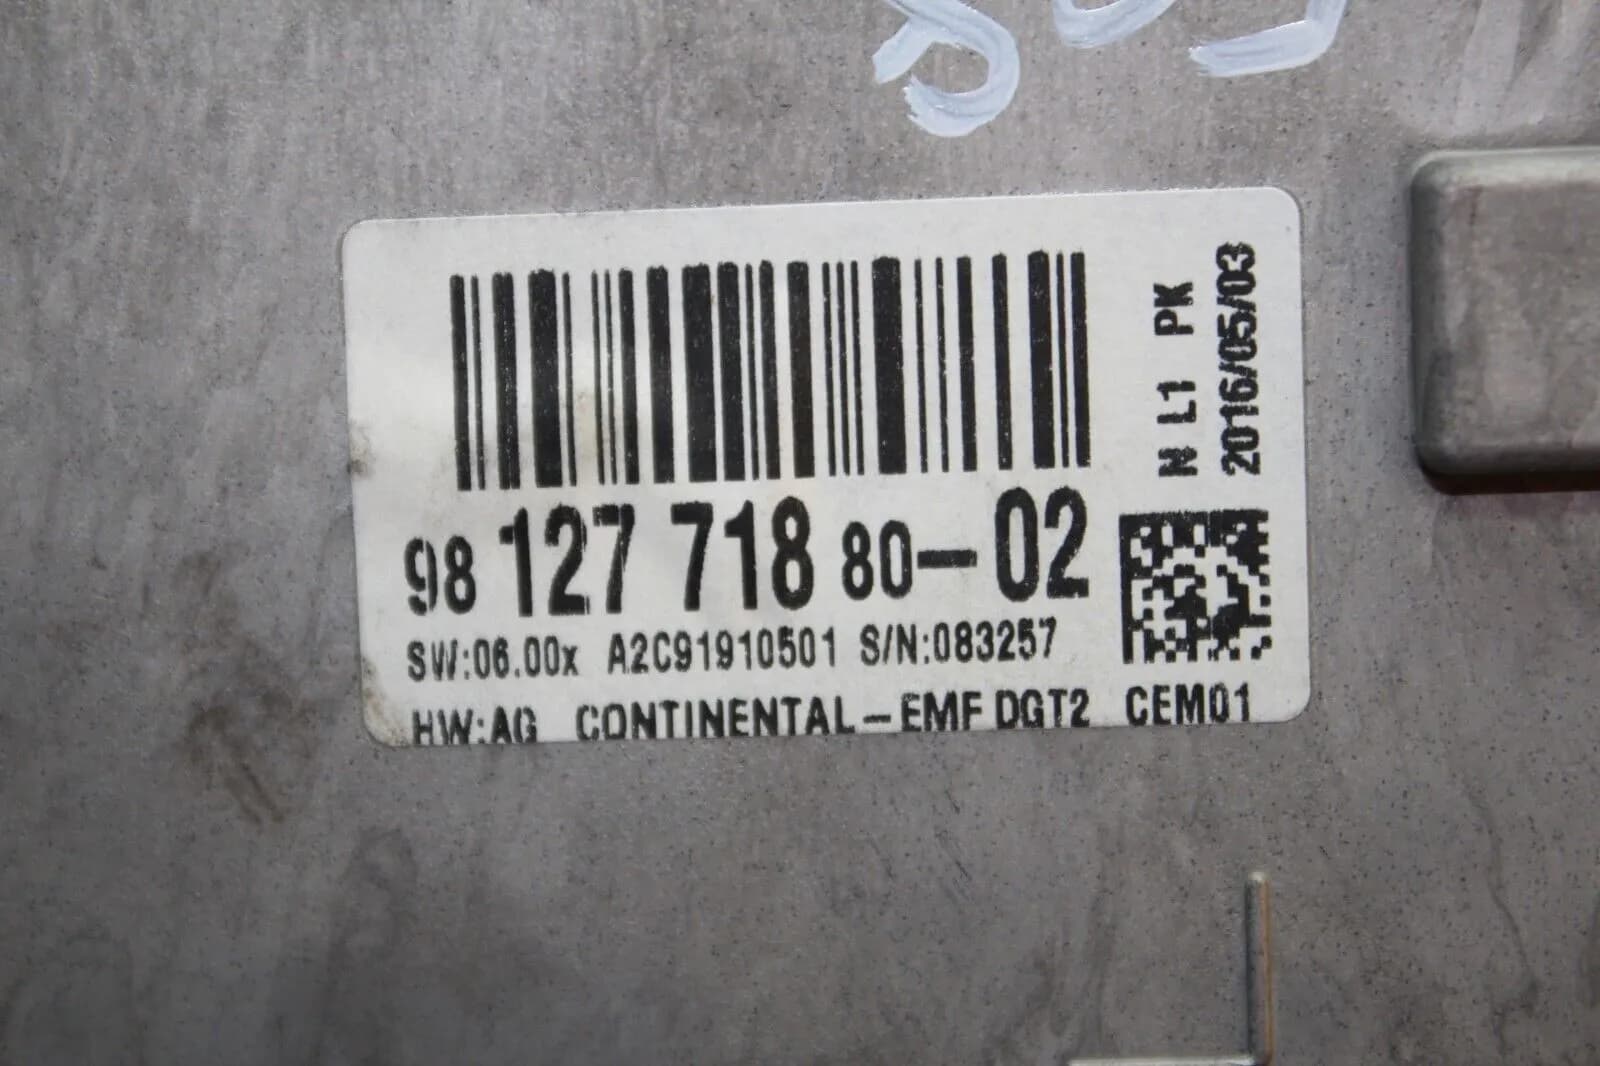 98 127 718 80-02
SW:06.00x A2C91910501 S/N:083257
HW:AG CONTINENTAL-EMF DGT2 CEM01
N L1 PK
2016/05/03